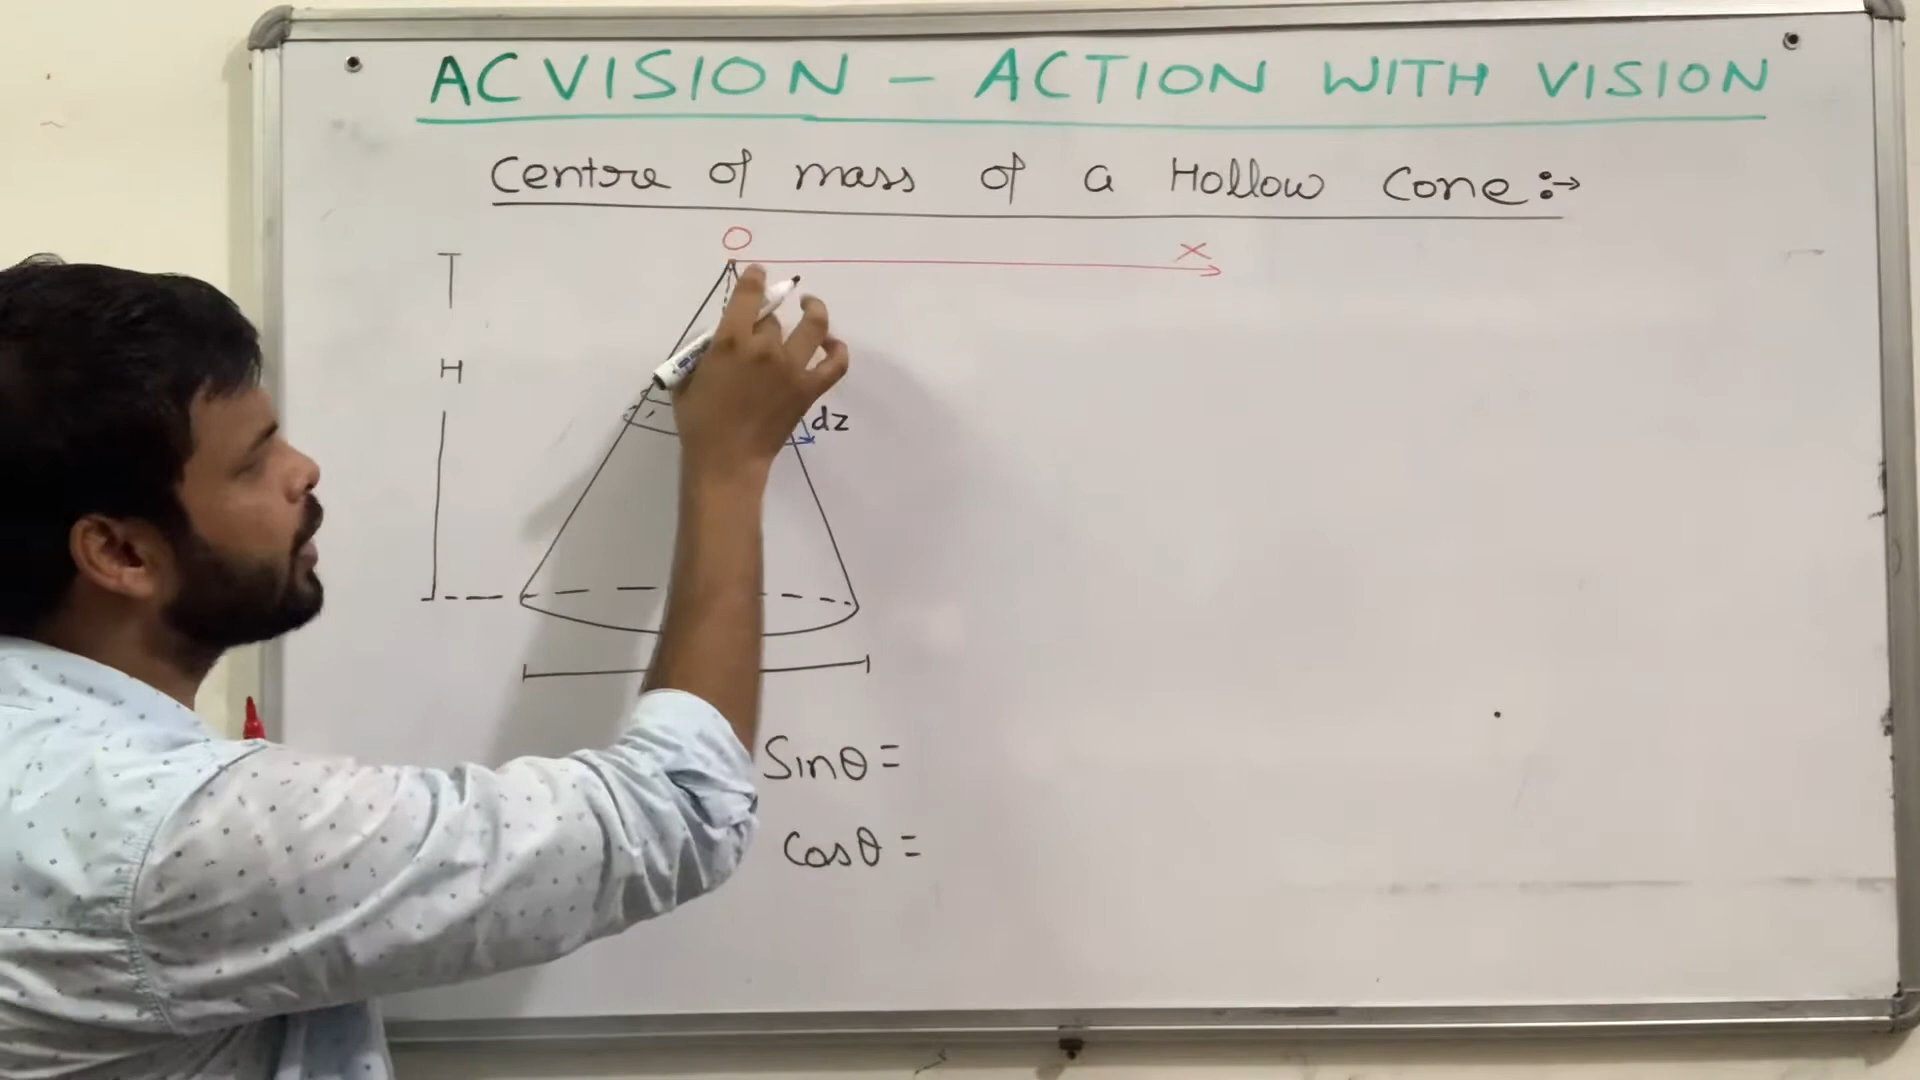 ACVISION - ACTION WITH VISION
Centre of mass of a Hollow Cone:→
O
X
H
dz
Sinθ =
Cosθ =